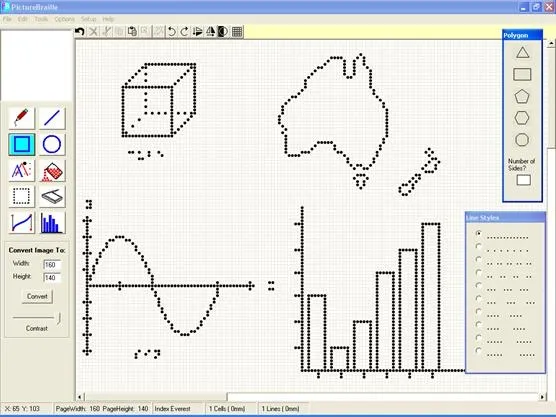 PictureBraille
File Edit Tools Options Setup Help
Polygon
Number of
Sides?
Line Styles
Convert Image To:
Width: 160
Height: 140
Convert
Contrast
X: 65 Y: 103 PageWidth: 160 PageHeight: 140 Index Everest 1 Cells ( 0mm) 1 Lines ( 0mm)